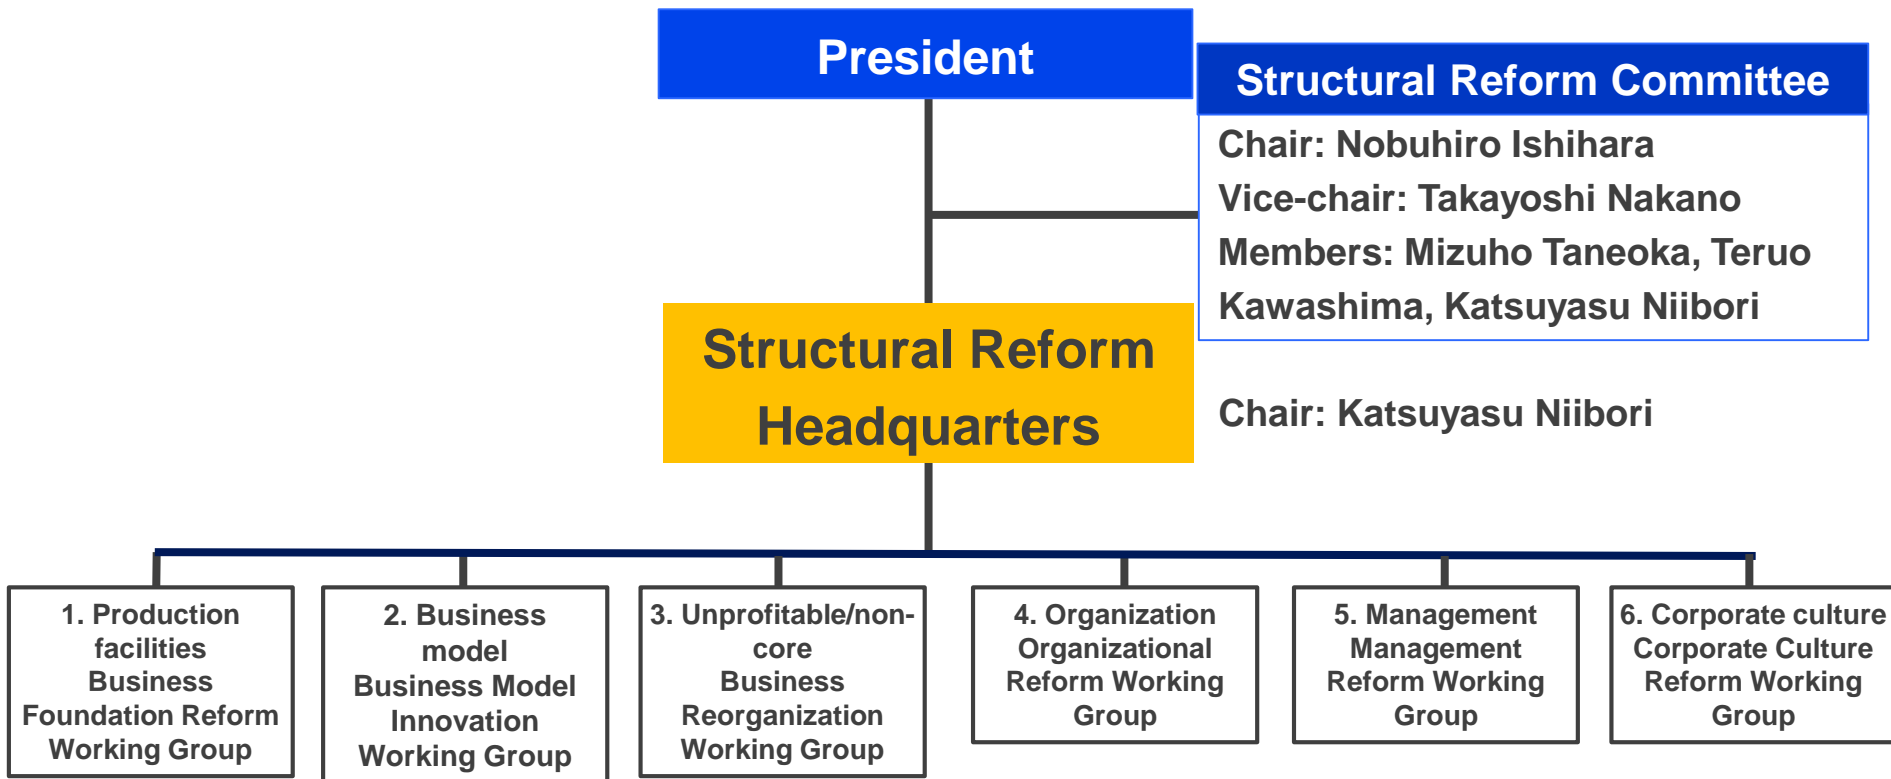 President
Structural Reform Committee
Chair: Nobuhiro Ishihara
Vice-chair: Takayoshi Nakano
Members: Mizuho Taneoka, Teruo
Kawashima, Katsuyasu Niibori
Structural Reform
Headquarters
Chair: Katsuyasu Niibori
1. Production
facilities
Business
Foundation Reform
Working Group
2. Business
model
Business Model
Innovation
Working Group
3. Unprofitable/non-
core
Business
Reorganization
Working Group
4. Organization
Organizational
Reform Working
Group
5. Management
Management
Reform Working
Group
6. Corporate culture
Corporate Culture
Reform Working
Group